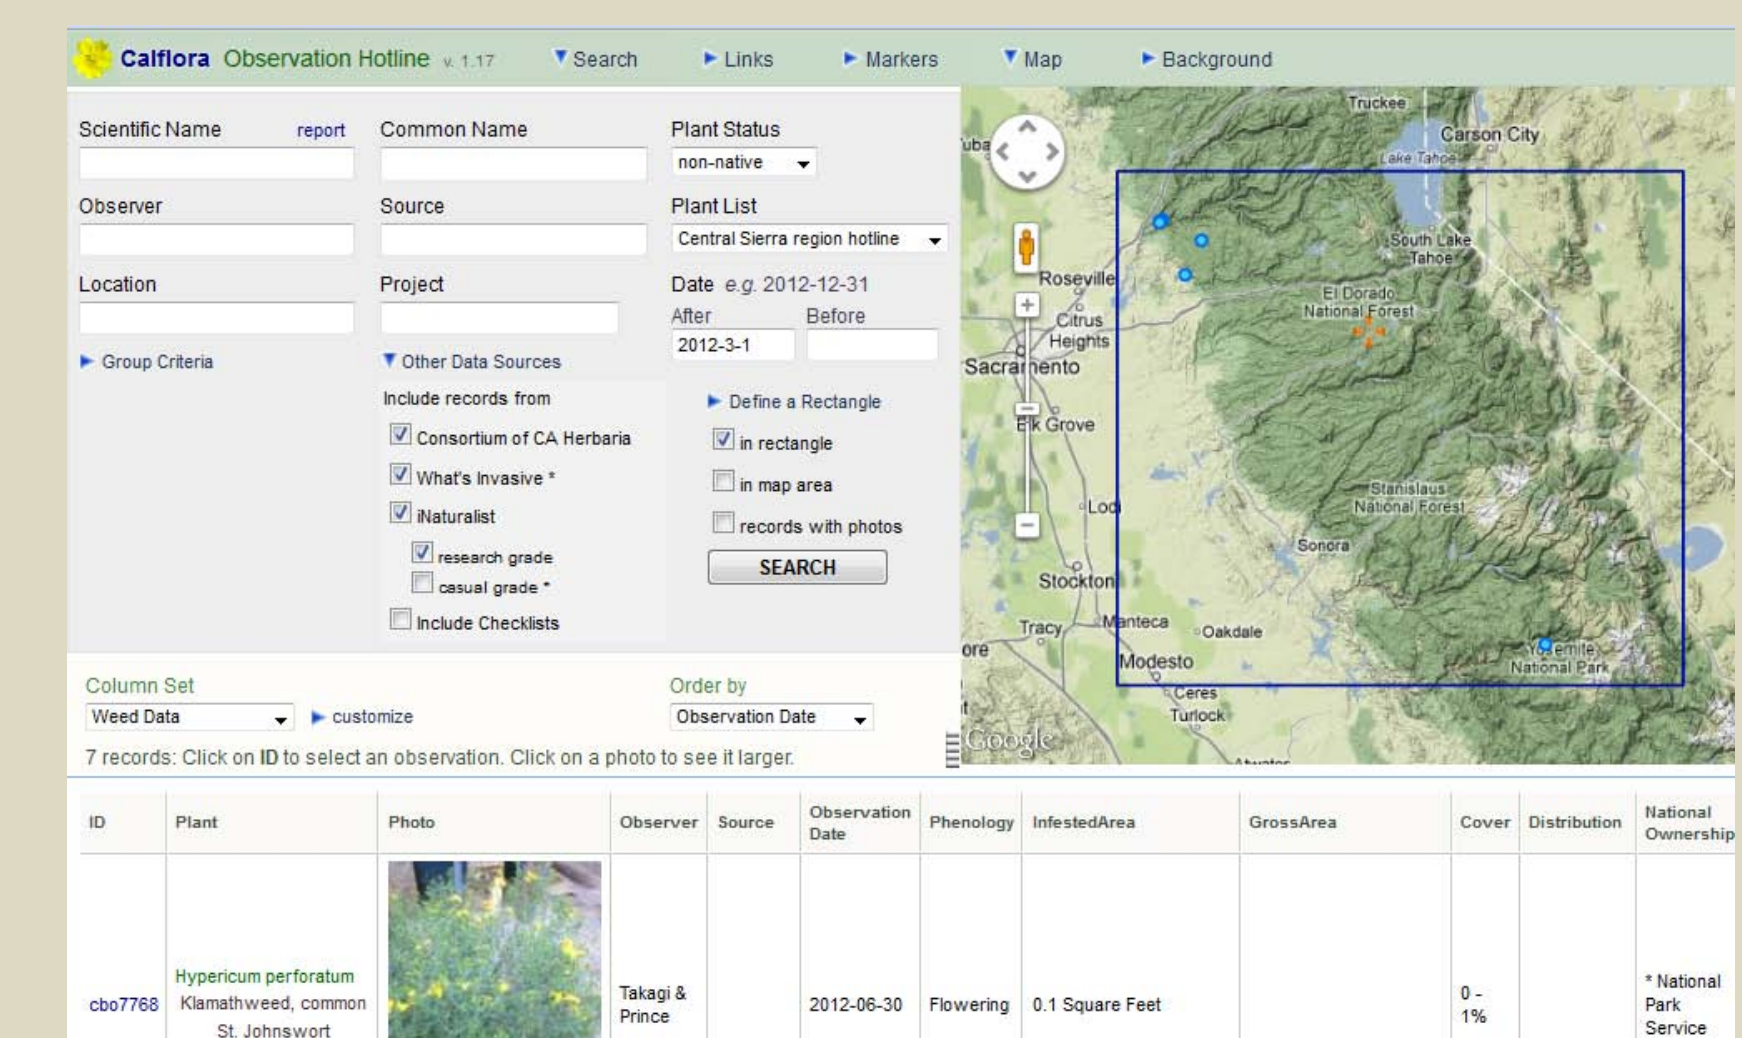 Calflora Observation Hotline v. 1.17 Search Links Markers Map Background
Scientific Name report Common Name Plant Status
non-native
Observer Source Plant List
Central Sierra region hotline
Location Project Date e.g. 2012-12-31
After Before
2012-3-1
Group Criteria Other Data Sources
Include records from
Define a Rectangle
Consortium of CA Herbaria
in rectangle
What's Invasive *
in map area
iNaturalist
records with photos
research grade
SEARCH
casual grade *
Include Checklists
Column Set Order by
Weed Data customize Observation Date
7 records: Click on ID to select an observation. Click on a photo to see it larger.
Truckee
Carson City
uba
Lake Tahoe
South Lake
Tahoe
Roseville
El Dorado
National Forest
Citrus
Heights
Sacramento
Elk Grove
Stanislaus
National Forest
Lodi
Sonora
Stockton
Tracy
Manteca
Oakdale
ore
Yosemite
National Park
Modesto
Ceres
Turlock
t
Google
Atwater
ID Plant Photo Observer Source Observation Date Phenology InfestedArea GrossArea Cover Distribution National Ownership
cbo7768
Hypericum perforatum
Klamathweed, common
St. Johnswort
Takagi &
Prince
2012-06-30
Flowering
0.1 Square Feet
0 -
1%
* National
Park
Service